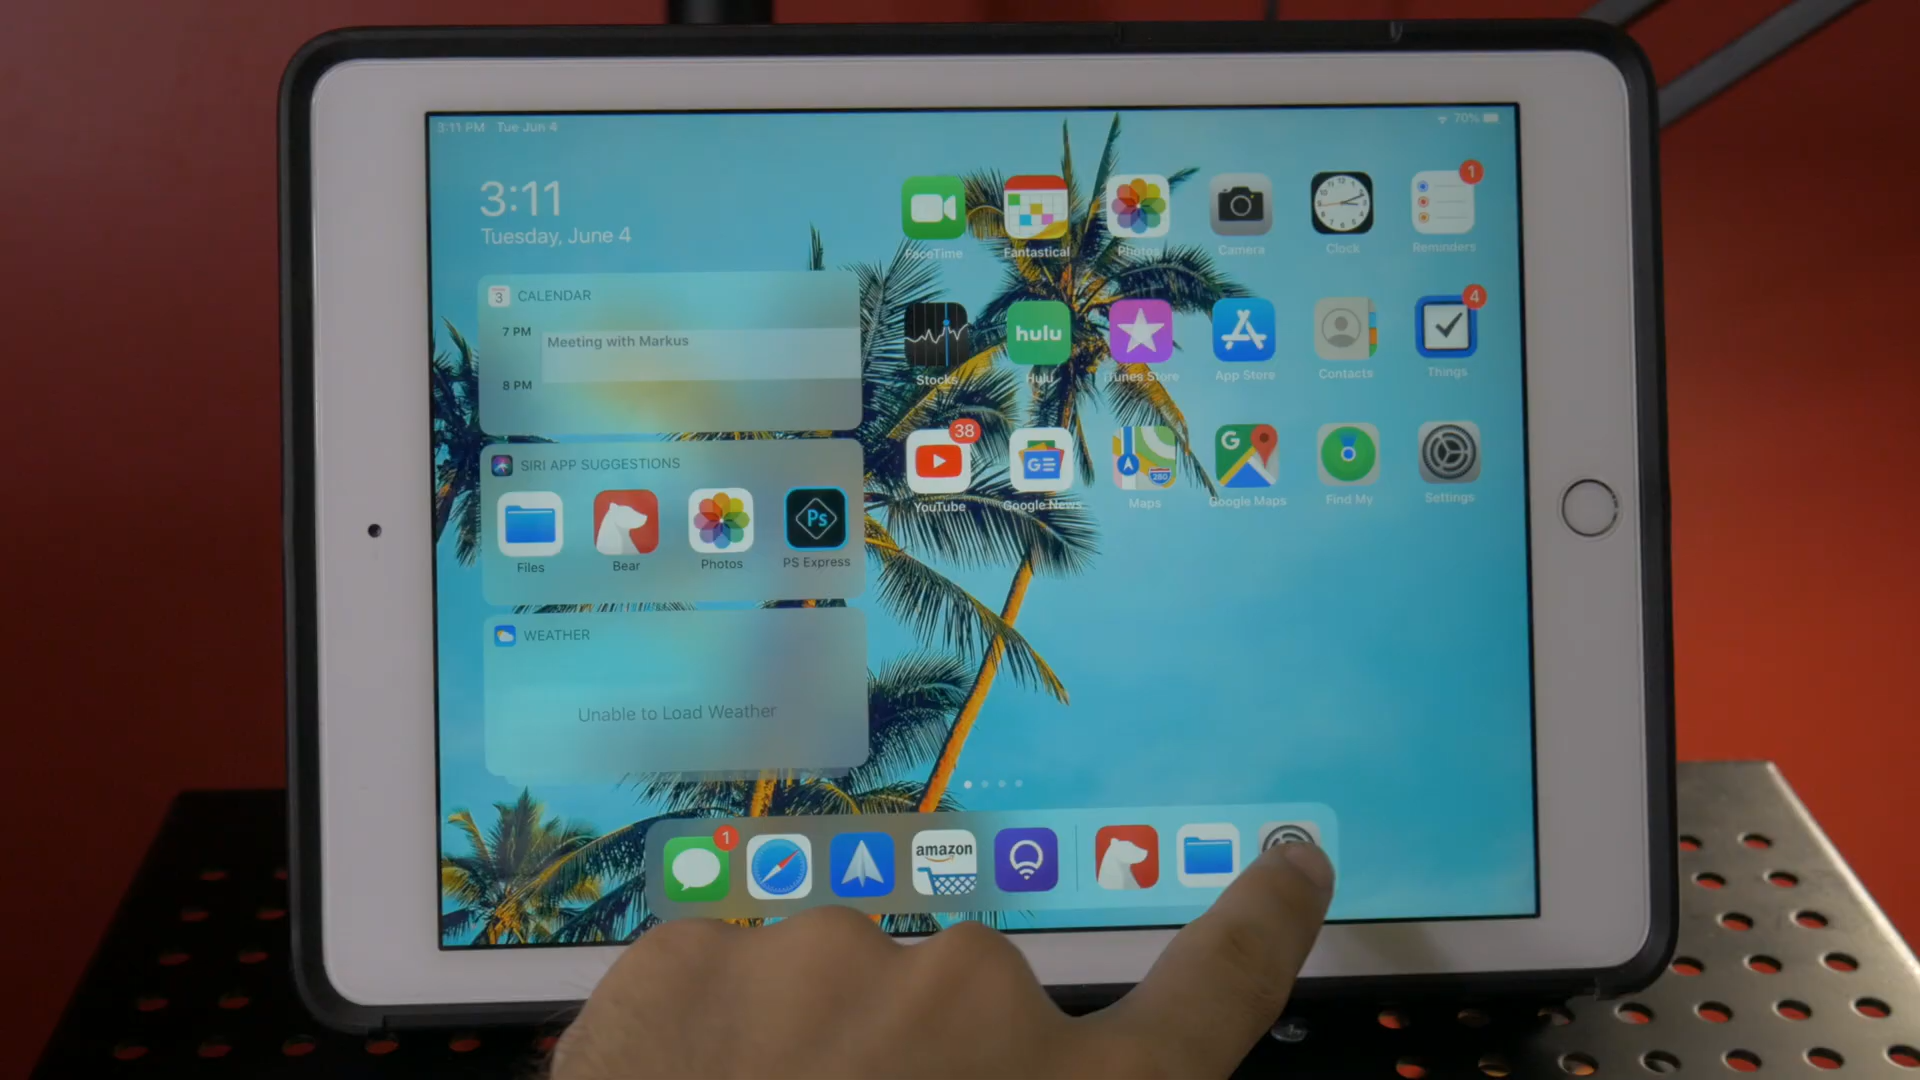 3:11 PM Tue Jun 4
70%
3:11
Tuesday, June 4
3 CALENDAR
7 PM
Meeting with Markus
8 PM
SIRI APP SUGGESTIONS
Ps
Files Bear Photos PS Express
WEATHER
Unable to Load Weather
1
FaceTime Fantastical Photos Camera Clock Reminders
hulu
4
Stocks Hulu iTunes Store App Store Contacts Things
38
G
GE
280
YouTube Google News Maps Google Maps Find My Settings
1
amazon